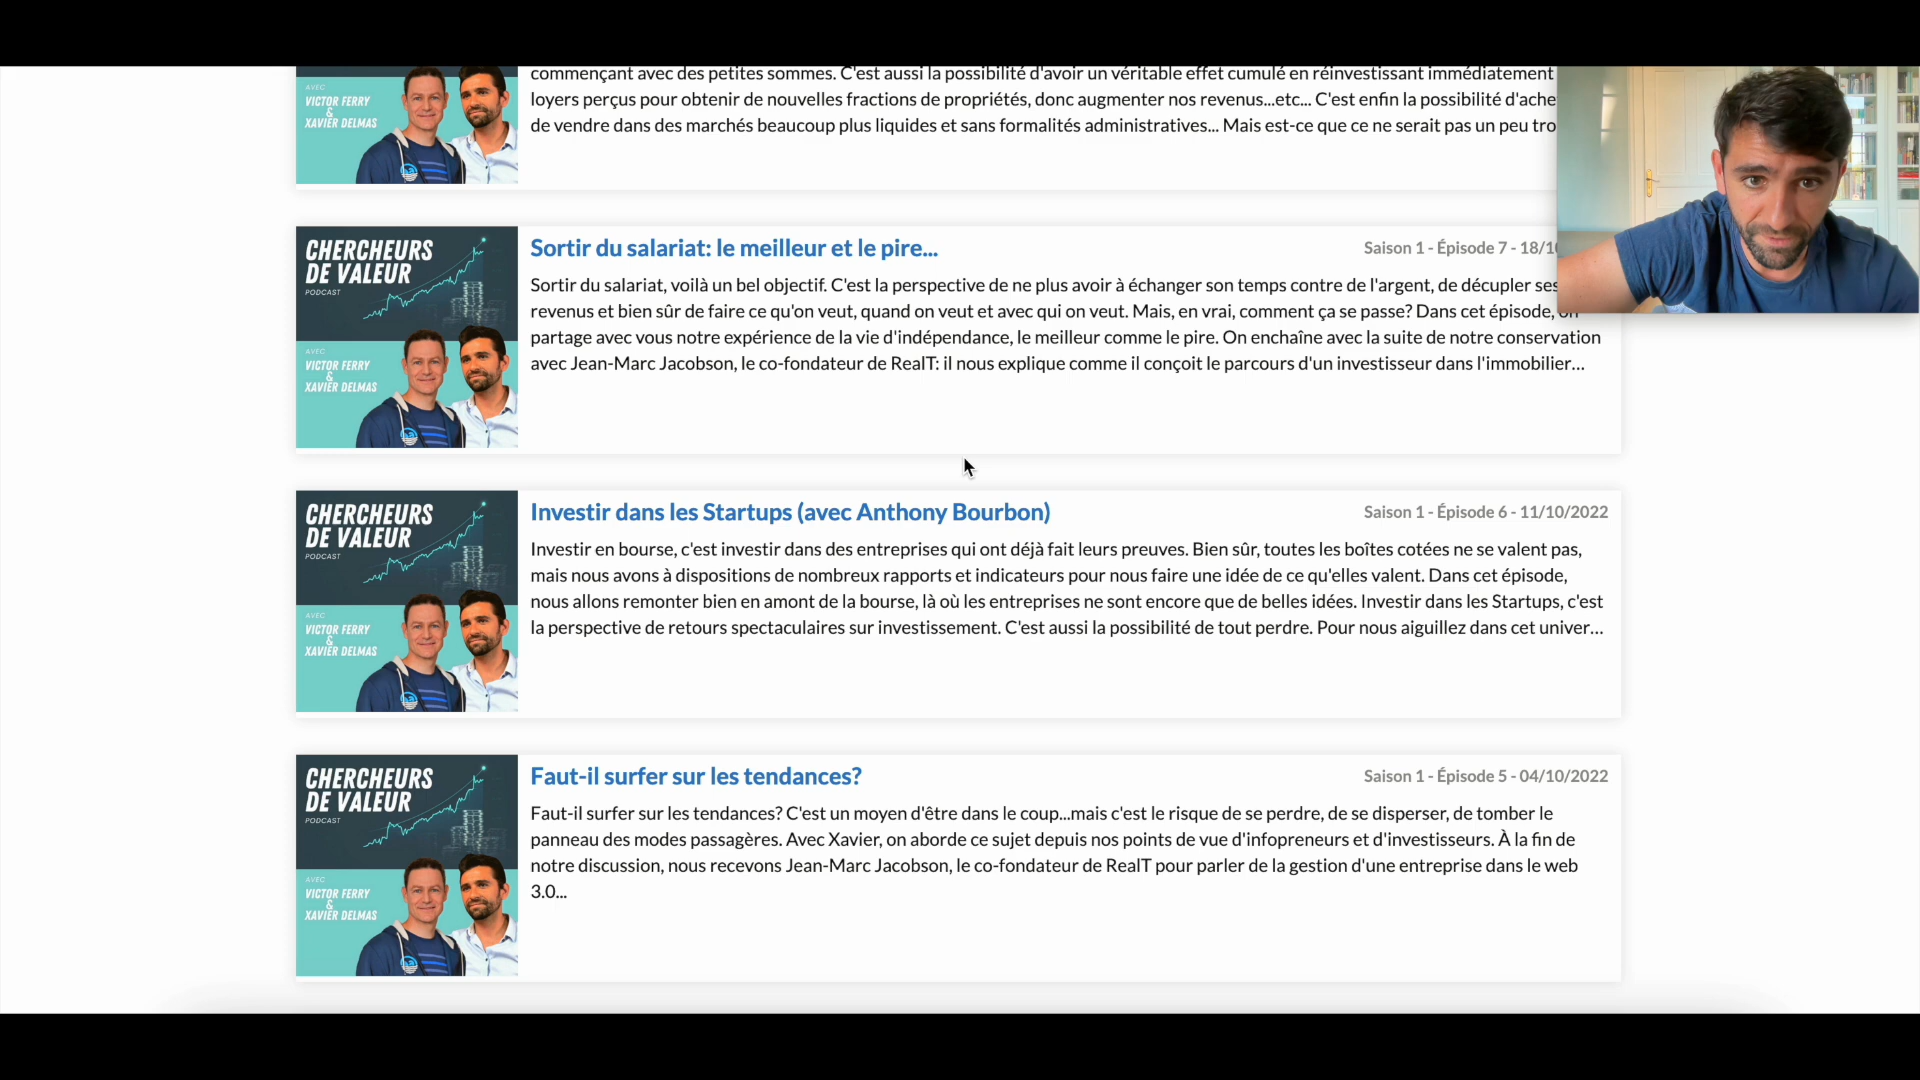 commençant avec des petites sommes. C'est aussi la possibilité d'avoir un véritable effet cumulé en réinvestissant immédiatement
loyers perçus pour obtenir de nouvelles fractions de propriétés, donc augmenter nos revenus...etc... C'est enfin la possibilité d'ache
de vendre dans des marchés beaucoup plus liquides et sans formalités administratives... Mais est-ce que ce ne serait pas un peu tro
AVEC
VICTOR FERRY
&
XAVIER DELMAS
CHERCHEURS
DE VALEUR
PODCAST
AVEC
VICTOR FERRY
&
XAVIER DELMAS
Sortir du salariat: le meilleur et le pire...
Saison 1 - Épisode 7 - 18/10
Sortir du salariat, voilà un bel objectif. C'est la perspective de ne plus avoir à échanger son temps contre de l'argent, de décupler ses
revenus et bien sûr de faire ce qu'on veut, quand on veut et avec qui on veut. Mais, en vrai, comment ça se passe? Dans cet épisode, on
partage avec vous notre expérience de la vie d'indépendance, le meilleur comme le pire. On enchaîne avec la suite de notre conservation
avec Jean-Marc Jacobson, le co-fondateur de RealT: il nous explique comme il conçoit le parcours d'un investisseur dans l'immobilier...
CHERCHEURS
DE VALEUR
PODCAST
AVEC
VICTOR FERRY
&
XAVIER DELMAS
Investir dans les Startups (avec Anthony Bourbon)
Saison 1 - Épisode 6 - 11/10/2022
Investir en bourse, c'est investir dans des entreprises qui ont déjà fait leurs preuves. Bien sûr, toutes les boîtes cotées ne se valent pas,
mais nous avons à dispositions de nombreux rapports et indicateurs pour nous faire une idée de ce qu'elles valent. Dans cet épisode,
nous allons remonter bien en amont de la bourse, là où les entreprises ne sont encore que de belles idées. Investir dans les Startups, c'est
la perspective de retours spectaculaires sur investissement. C'est aussi la possibilité de tout perdre. Pour nous aiguillez dans cet univer...
CHERCHEURS
DE VALEUR
PODCAST
AVEC
VICTOR FERRY
&
XAVIER DELMAS
Faut-il surfer sur les tendances?
Saison 1 - Épisode 5 - 04/10/2022
Faut-il surfer sur les tendances? C'est un moyen d'être dans le coup...mais c'est le risque de se perdre, de se disperser, de tomber le
panneau des modes passagères. Avec Xavier, on aborde ce sujet depuis nos points de vue d'infopreneurs et d'investisseurs. À la fin de
notre discussion, nous recevons Jean-Marc Jacobson, le co-fondateur de RealT pour parler de la gestion d'une entreprise dans le web
3.0...